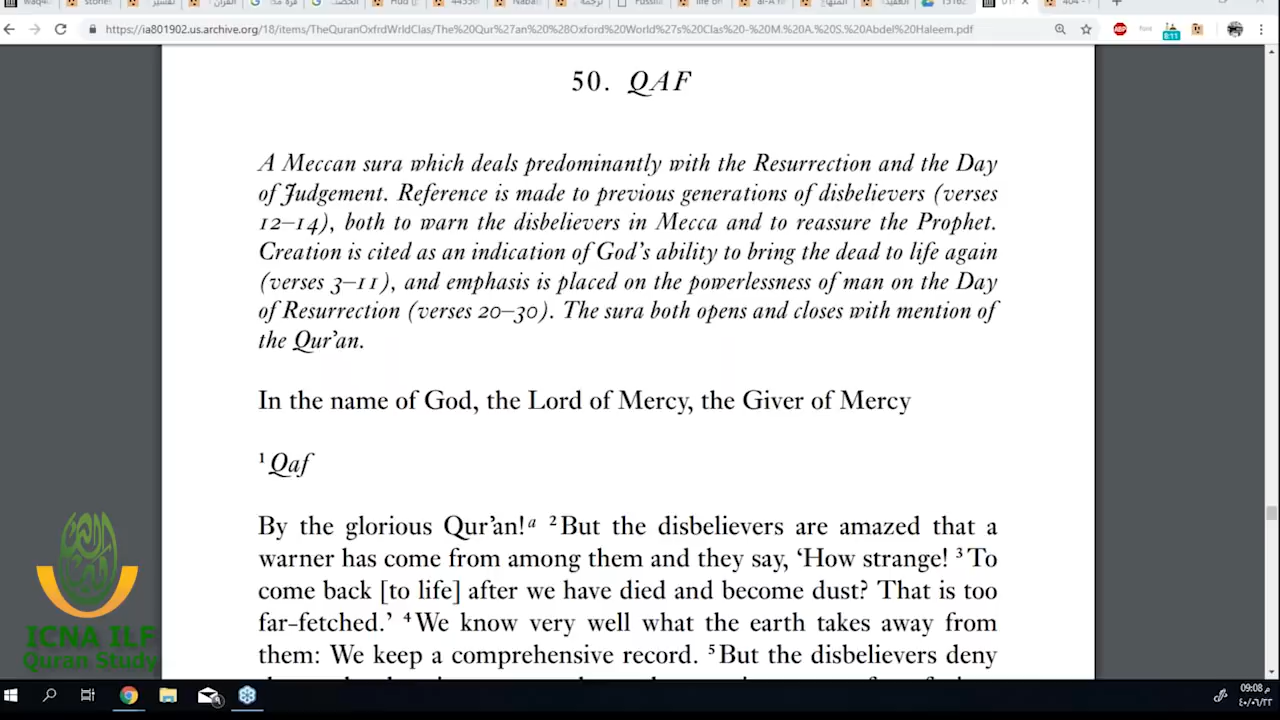 https://ia801902.us.archive.org/18/items/TheQuranOxfrdWrldClas/The%20Qur%27an%20%28Oxford%20World%27s%20Clas%20-%20M.%20A.%20S.%20Abdel%20Haleem.pdf
ABP
8:11
50. QAF
A Meccan sura which deals predominantly with the Resurrection and the Day
of Judgement. Reference is made to previous generations of disbelievers (verses
12–14), both to warn the disbelievers in Mecca and to reassure the Prophet.
Creation is cited as an indication of God’s ability to bring the dead to life again
(verses 3–11), and emphasis is placed on the powerlessness of man on the Day
of Resurrection (verses 20–30). The sura both opens and closes with mention of
the Qur’an.
In the name of God, the Lord of Mercy, the Giver of Mercy
1 Qaf
By the glorious Qur’an!a 2 But the disbelievers are amazed that a
warner has come from among them and they say, ‘How strange! 3 To
come back [to life] after we have died and become dust? That is too
far-fetched.’ 4 We know very well what the earth takes away from
them: We keep a comprehensive record. 5 But the disbelievers deny
ICNA ILF
Quran Study
09:08 م
٤٠/٠٦/٢٢